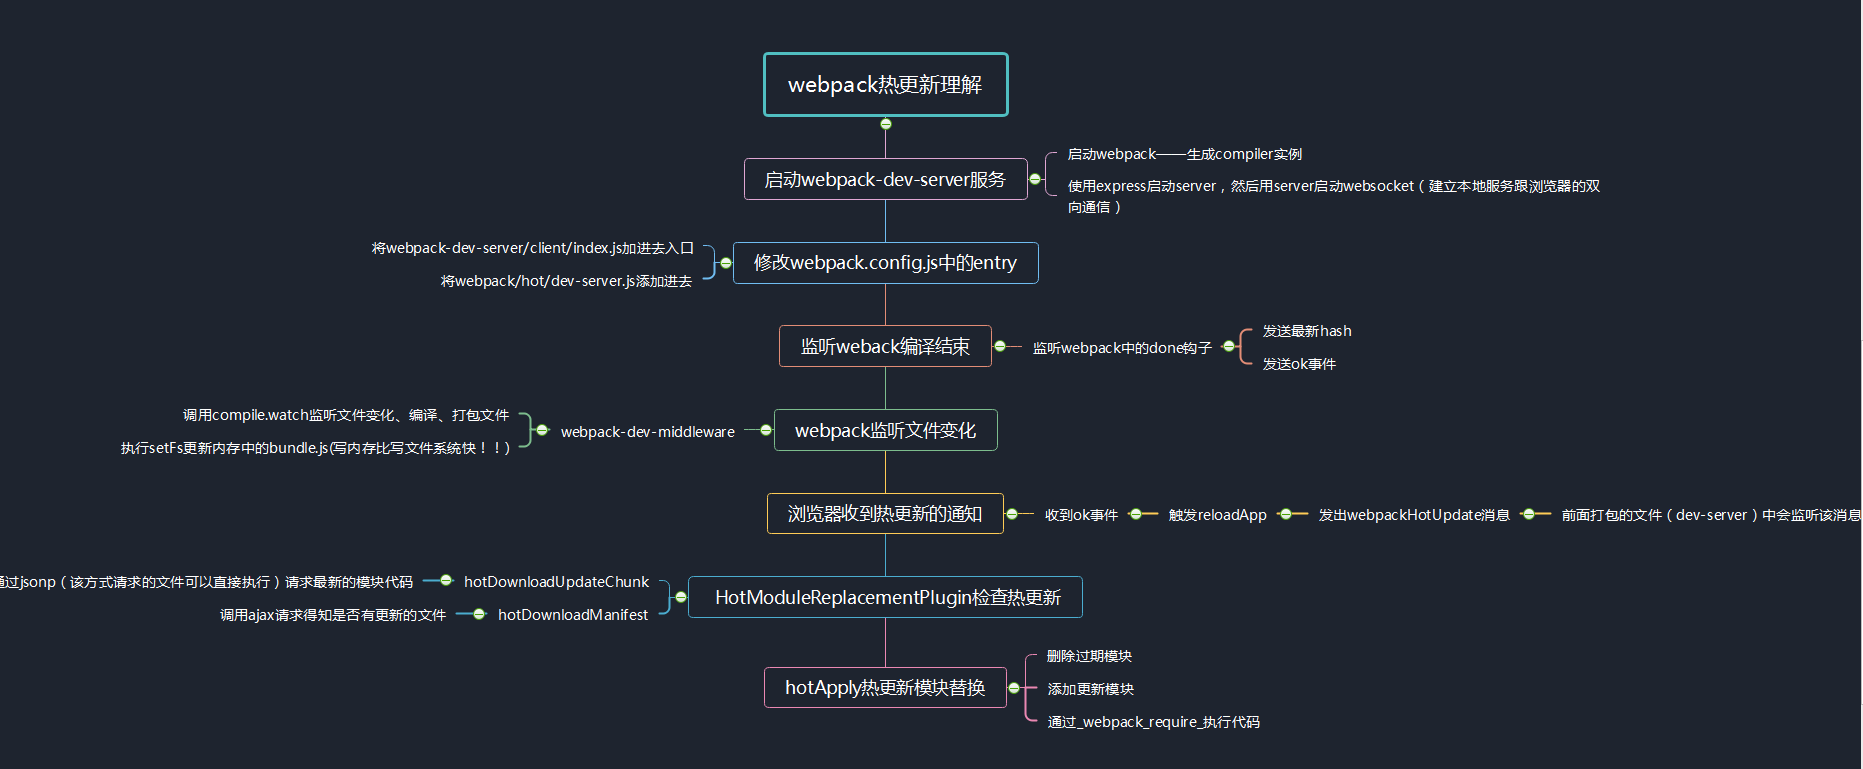 webpack热更新理解
启动webpack-dev-server服务
启动webpack——生成compiler实例
使用express启动server，然后用server启动websocket（建立本地服务跟浏览器的双
向通信）
修改webpack.config.js中的entry
将webpack-dev-server/client/index.js加进去入口
将webpack/hot/dev-server.js添加进去
监听weback编译结束
监听webpack中的done钩子
发送最新hash
发送ok事件
webpack监听文件变化
webpack-dev-middleware
调用compile.watch监听文件变化、编译、打包文件
执行setFs更新内存中的bundle.js(写内存比写文件系统快！！)
浏览器收到热更新的通知
收到ok事件
触发reloadApp
发出webpackHotUpdate消息
前面打包的文件（dev-server）中会监听该消息
HotModuleReplacementPlugin检查热更新
hotDownloadUpdateChunk
通过jsonp（该方式请求的文件可以直接执行）请求最新的模块代码
hotDownloadManifest
调用ajax请求得知是否有更新的文件
hotApply热更新模块替换
删除过期模块
添加更新模块
通过_webpack_require_执行代码